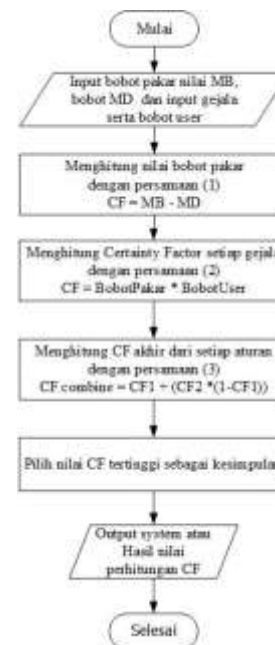 Mulai
Input bobot pakar nilai MB,
bobot MD dan input gejala
serta bobot user
Menghitung nilai bobot pakar
dengan persamaan (1)
CF = MB - MD
Menghitung Certainty Factor setiap gejala
dengan persamaan (2)
CF = BobotPakar * BobotUser
Menghitung CF akhir dari setiap aturan
dengan persamaan (3)
CF combine = CF1 + (CF2 *(1-CF1))
Pilih nilai CF tertinggi sebagai kesimpulan
Output system atau
Hasil nilai
perhitungan CF
Selesai